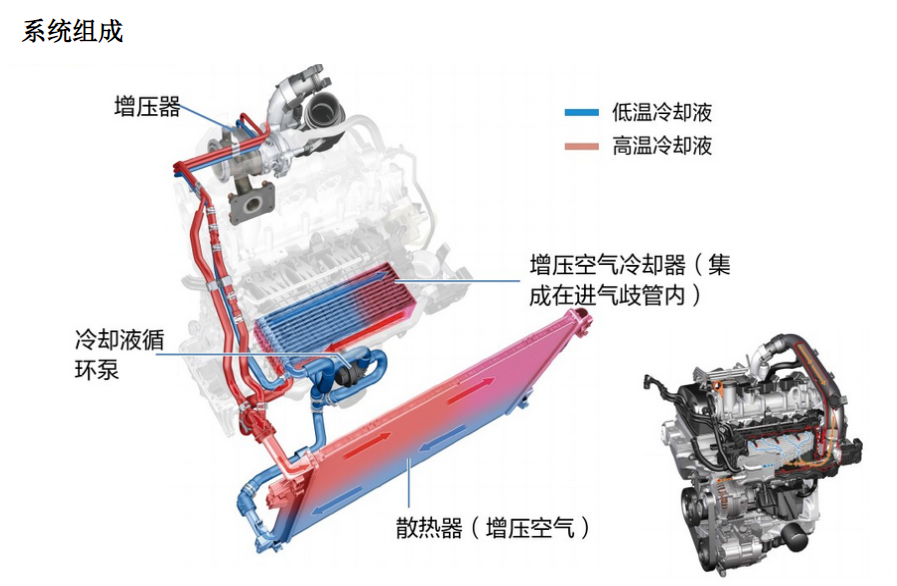 系统组成
增压器
低温冷却液
高温冷却液
增压空气冷却器（集
成在进气歧管内）
冷却液循
环泵
散热器（增压空气）